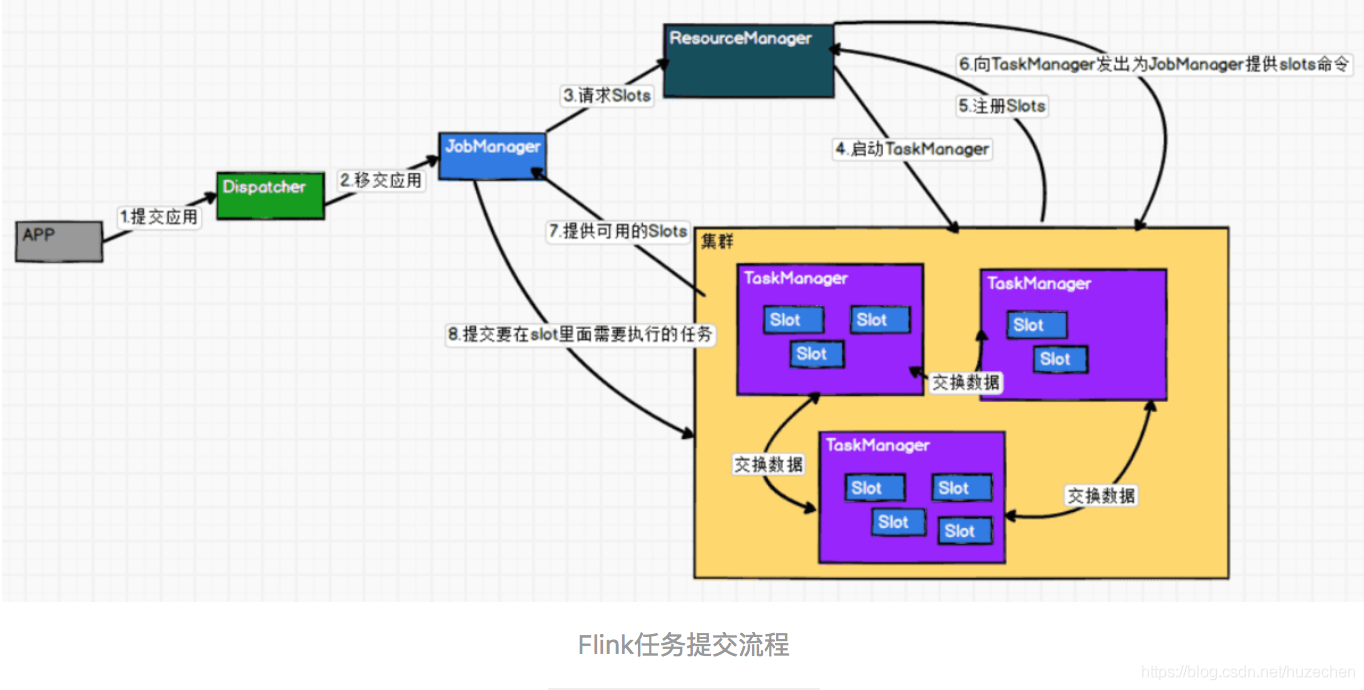 ResourceManager
6.向TaskManager发出为JobManager提供slots命令
3.请求Slots
5.注册Slots
JobManager
4.启动TaskManager
Dispatcher
2.移交应用
1.提交应用
APP
7.提供可用的Slots
集群
TaskManager
Slot
Slot
Slot
TaskManager
Slot
Slot
8.提交要在slot里面需要执行的任务
交换数据
TaskManager
Slot
Slot
Slot
Slot
交换数据
交换数据
Flink任务提交流程
https://blog.csdn.net/huzechen